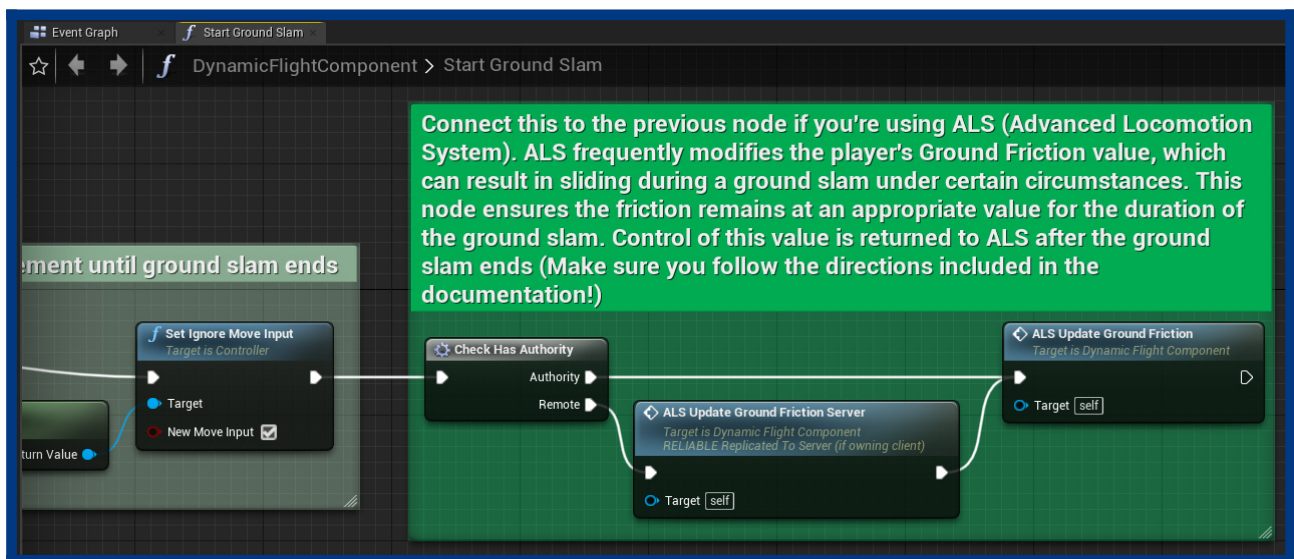 Event Graph
Start Ground Slam
DynamicFlightComponent > Start Ground Slam
Connect this to the previous node if you're using ALS (Advanced Locomotion
System). ALS frequently modifies the player's Ground Friction value, which
can result in sliding during a ground slam under certain circumstances. This
node ensures the friction remains at an appropriate value for the duration of
the ground slam. Control of this value is returned to ALS after the ground
slam ends (Make sure you follow the directions included in the
documentation!)
until ground slam ends
Set Ignore Move Input
Target is Controller
Target
New Move Input
Value
Check Has Authority
Authority
Remote
ALS Update Ground Friction Server
Target is Dynamic Flight Component
RELIABLE Replicated To Server (if owning client)
Target self
ALS Update Ground Friction
Target is Dynamic Flight Component
Target self